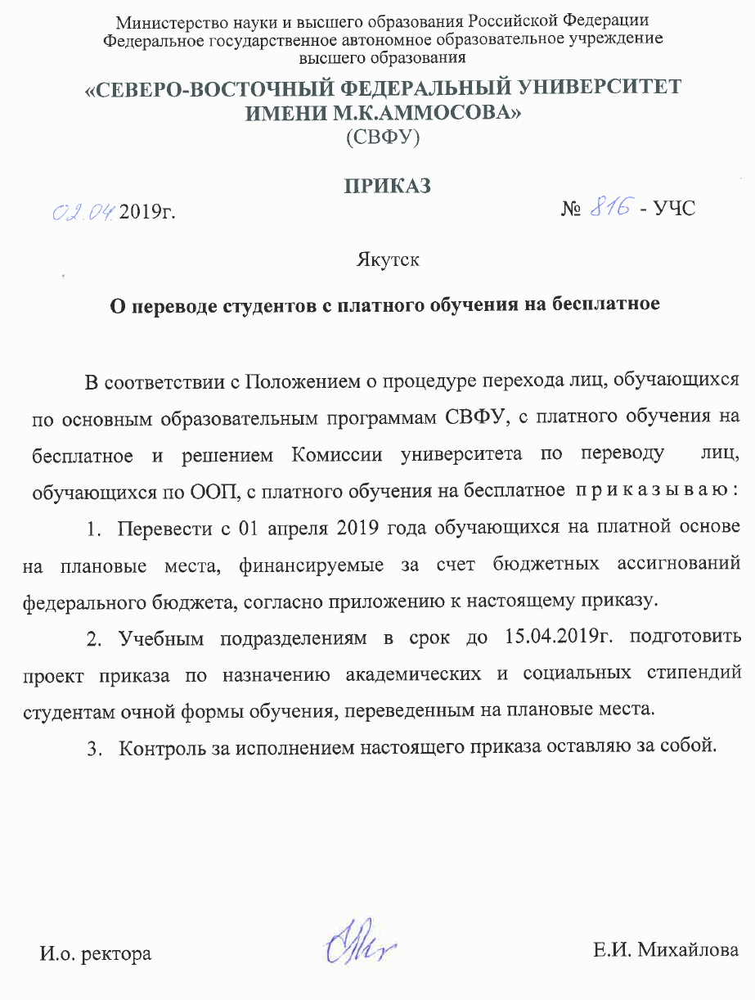 Министерство науки и высшего образования Российской Федерации
Федеральное государственное автономное образовательное учреждение
высшего образования
«СЕВЕРО-ВОСТОЧНЫЙ ФЕДЕРАЛЬНЫЙ УНИВЕРСИТЕТ
ИМЕНИ М.К.АММОСОВА»
(СВФУ)
ПРИКАЗ
02.04. 2019г. № 816 - УЧС
Якутск
О переводе студентов с платного обучения на бесплатное
В соответствии с Положением о процедуре перехода лиц, обучающихся
по основным образовательным программам СВФУ, с платного обучения на
бесплатное и решением Комиссии университета по переводу лиц,
обучающихся по ООП, с платного обучения на бесплатное п р и к а з ы в а ю :
1. Перевести с 01 апреля 2019 года обучающихся на платной основе
на плановые места, финансируемые за счет бюджетных ассигнований
федерального бюджета, согласно приложению к настоящему приказу.
2. Учебным подразделениям в срок до 15.04.2019г. подготовить
проект приказа по назначению академических и социальных стипендий
студентам очной формы обучения, переведенным на плановые места.
3. Контроль за исполнением настоящего приказа оставляю за собой.
И.о. ректора Е.И. Михайлова